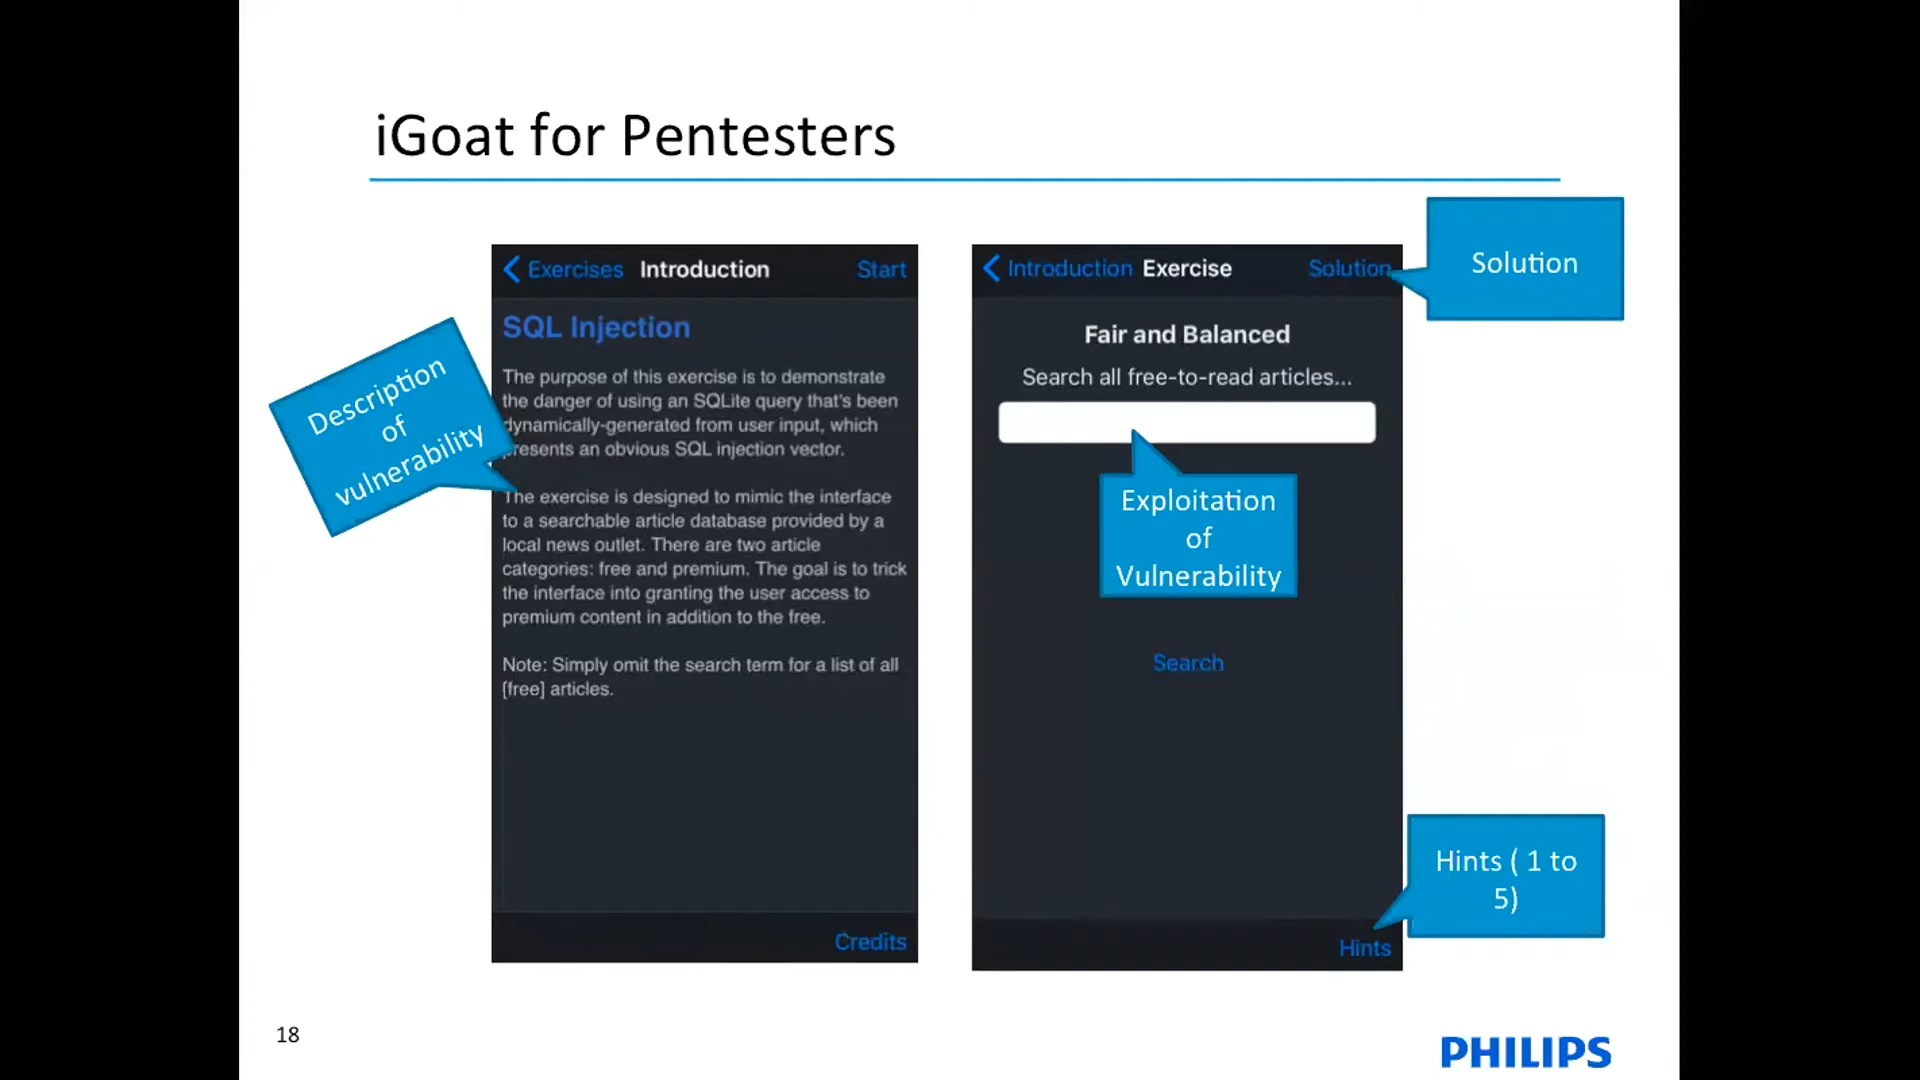 iGoat for Pentesters
Exercises Introduction Start
SQL Injection
The purpose of this exercise is to demonstrate
the danger of using an SQLite query that's been
dynamically-generated from user input, which
presents an obvious SQL injection vector.
The exercise is designed to mimic the interface
to a searchable article database provided by a
local news outlet. There are two article
categories: free and premium. The goal is to trick
the interface into granting the user access to
premium content in addition to the free.
Note: Simply omit the search term for a list of all
[free] articles.
Credits
Description
of
vulnerability
Introduction Exercise Solution
Fair and Balanced
Search all free-to-read articles...
Exploitation
of
Vulnerability
Search
Hints
Solution
Hints ( 1 to
5)
18
PHILIPS